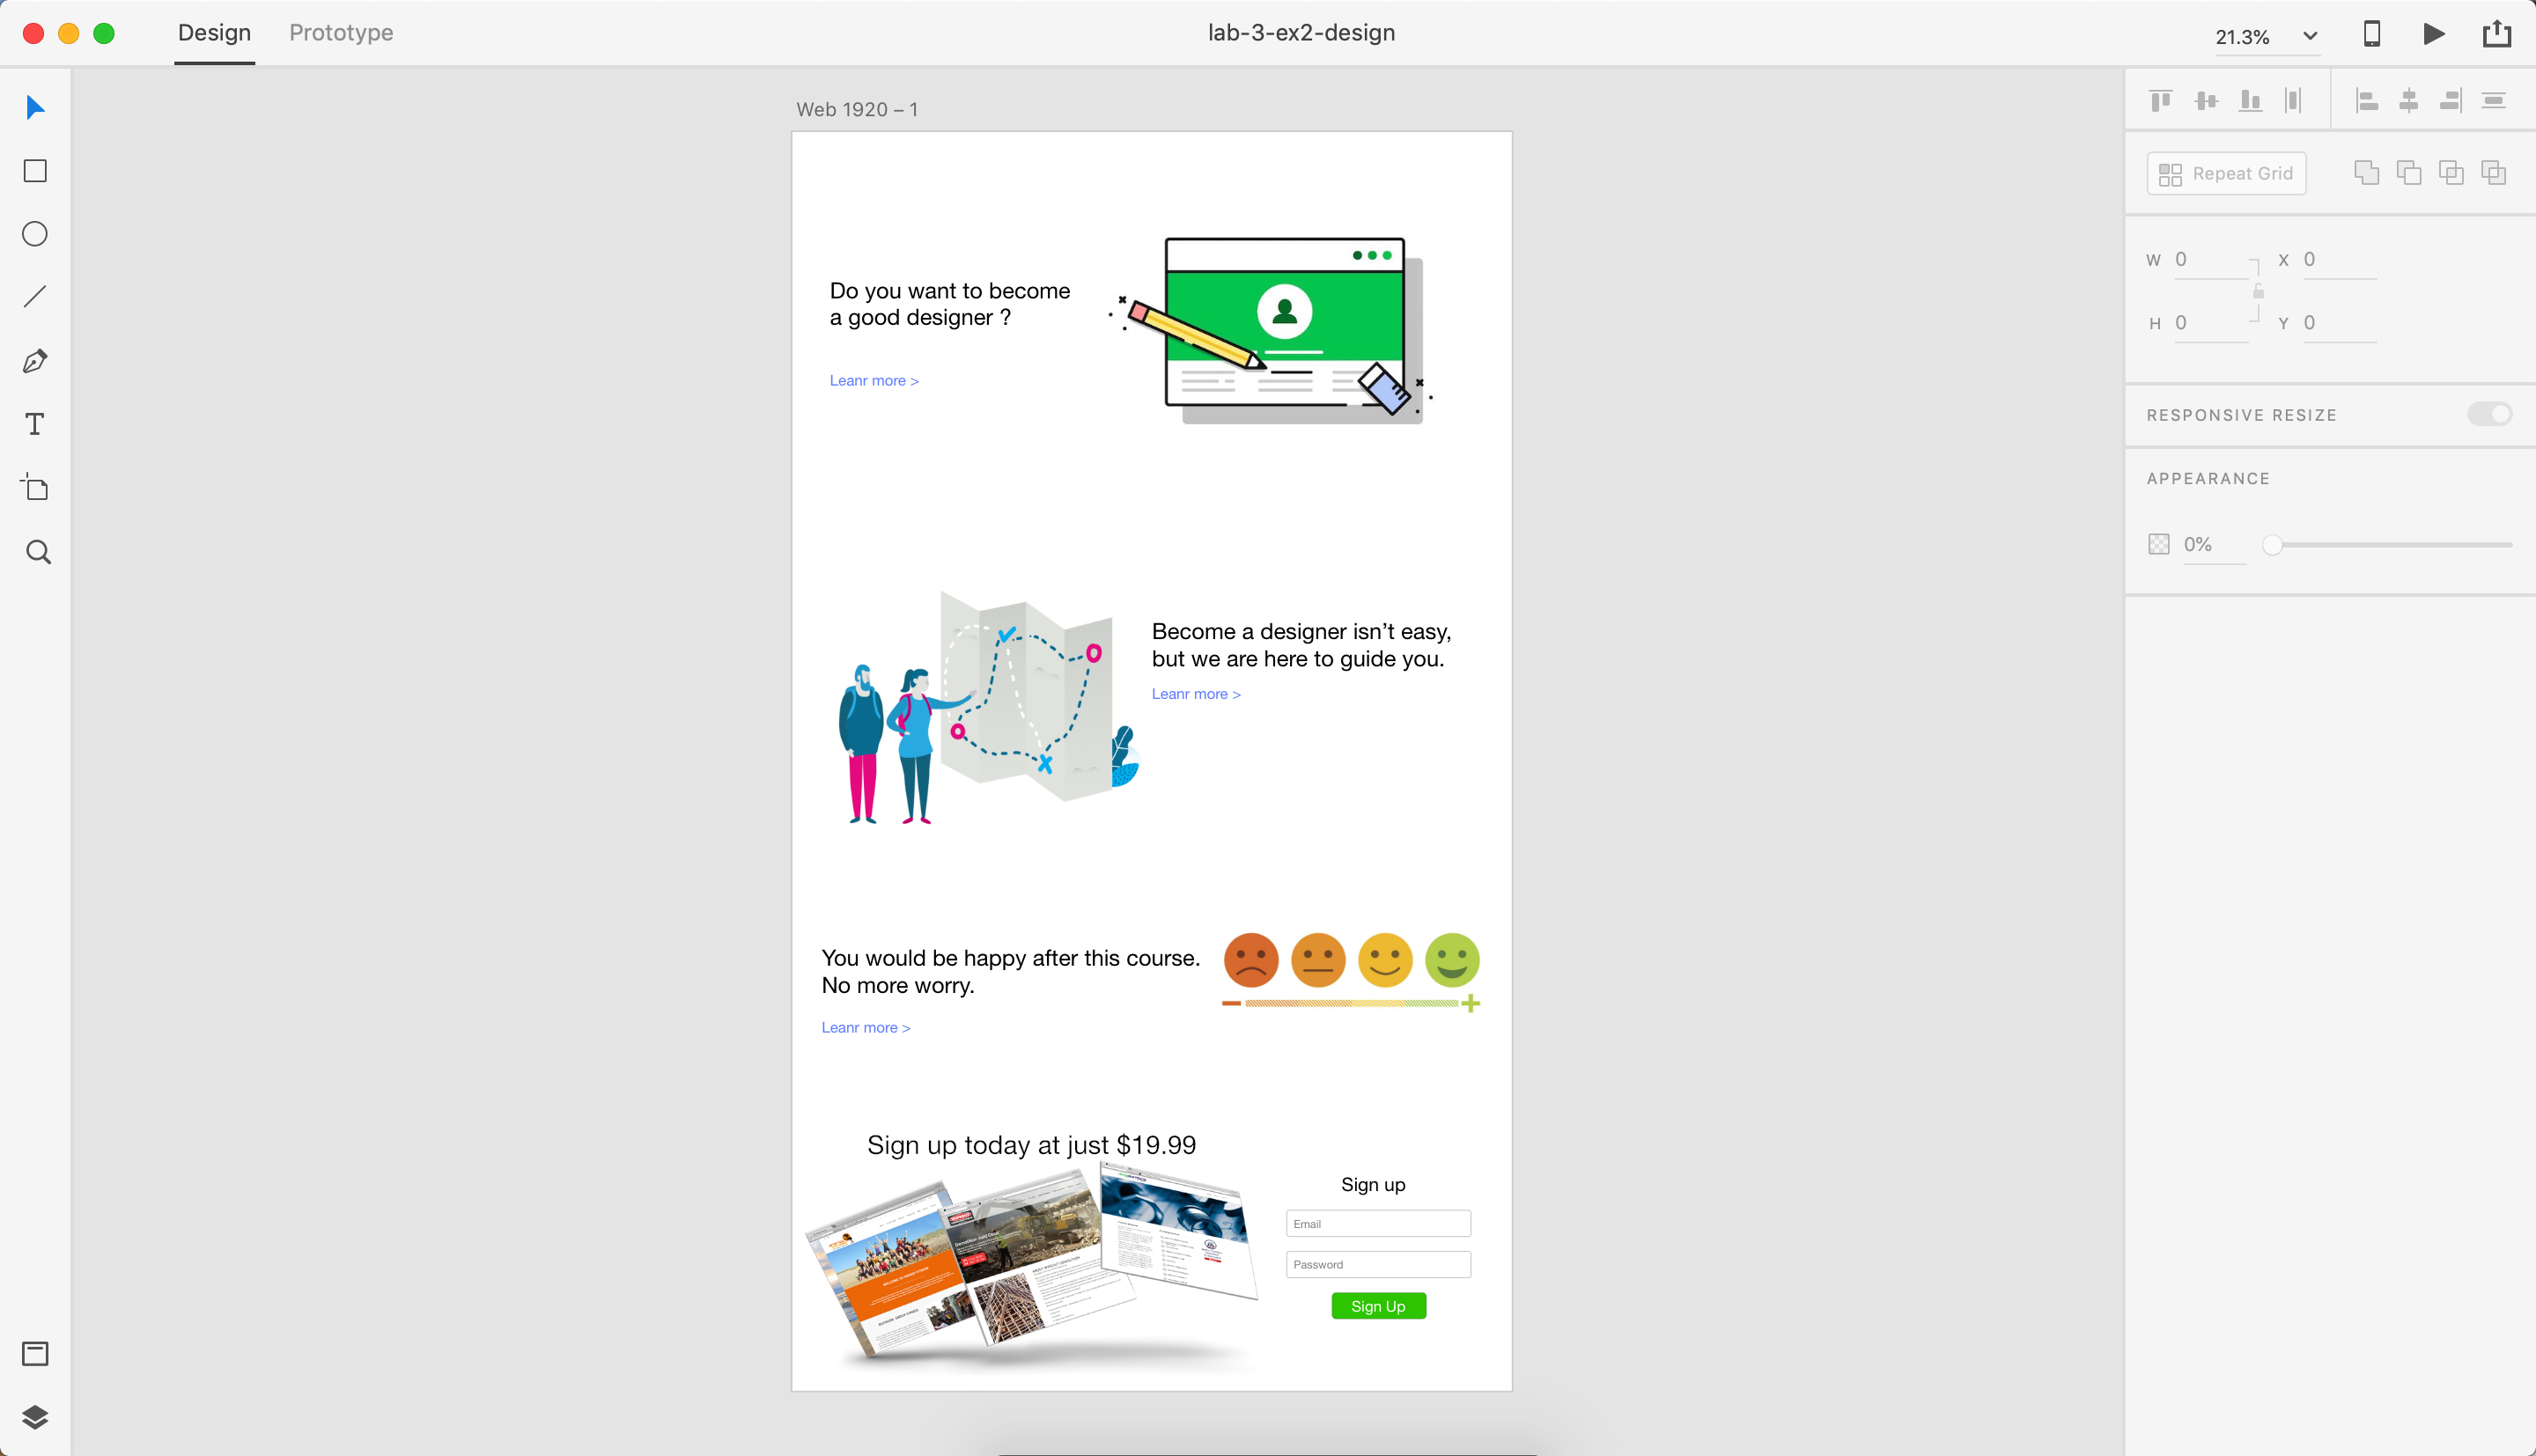 Design
Prototype
lab-3-ex2-design
21.3%
Web 1920 – 1
Repeat Grid
W 0
X 0
H 0
Y 0
RESPONSIVE RESIZE
APPEARANCE
0%
Do you want to become
a good designer ?
Leanr more >
Become a designer isn’t easy,
but we are here to guide you.
Leanr more >
You would be happy after this course.
No more worry.
Leanr more >
Sign up today at just $19.99
Sign up
Email
Password
Sign Up